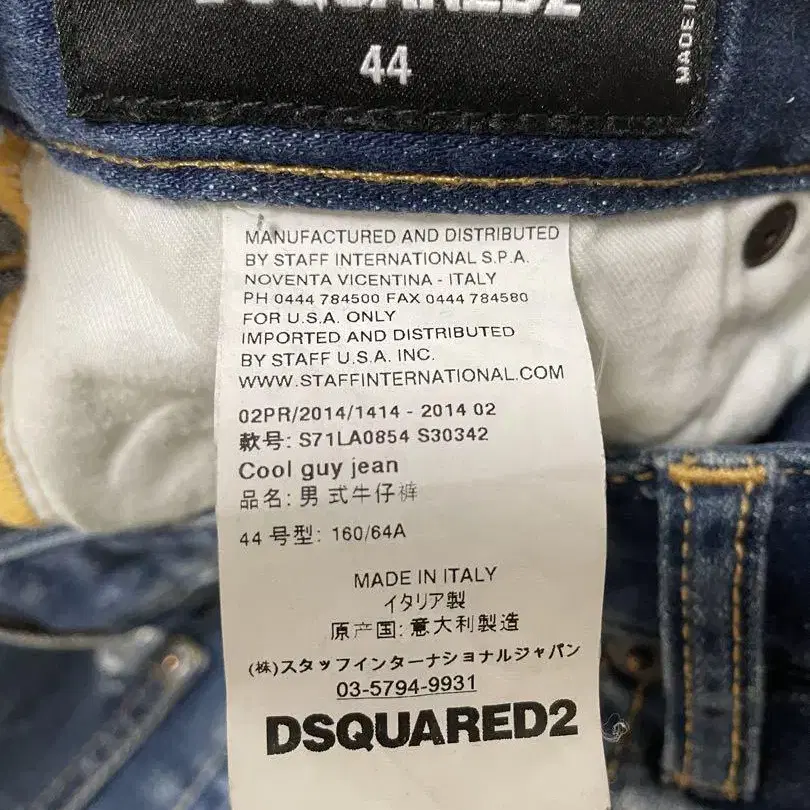 DSQUARED2
44
MADE I
MANUFACTURED AND DISTRIBUTED
BY STAFF INTERNATIONAL S.P.A.
NOVENTA VICENTINA - ITALY
PH 0444 784500 FAX 0444 784580
FOR U.S.A. ONLY
IMPORTED AND DISTRIBUTED
BY STAFF U.S.A. INC.
WWW.STAFFINTERNATIONAL.COM
02PR/2014/1414 - 2014 02
款号: S71LA0854 S30342
Cool guy jean
品名: 男 式牛仔裤
44 号型: 160/64A
MADE IN ITALY
イタリア製
原产国: 意大利製造
(株)スタッフインターナショナルジャパン
03-5794-9931
DSQUARED2